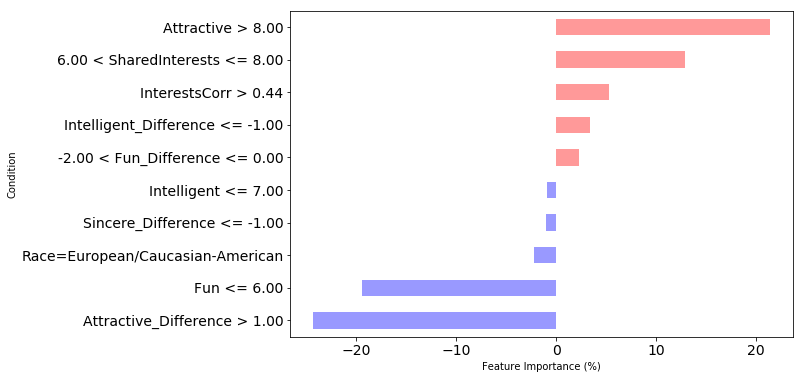 Attractive > 8.00
6.00 < SharedInterests <= 8.00
InterestsCorr > 0.44
Intelligent_Difference <= -1.00
-2.00 < Fun_Difference <= 0.00
Intelligent <= 7.00
Sincere_Difference <= -1.00
Race=European/Caucasian-American
Fun <= 6.00
Attractive_Difference > 1.00
Condition
−20 −10 0 10 20
Feature Importance (%)